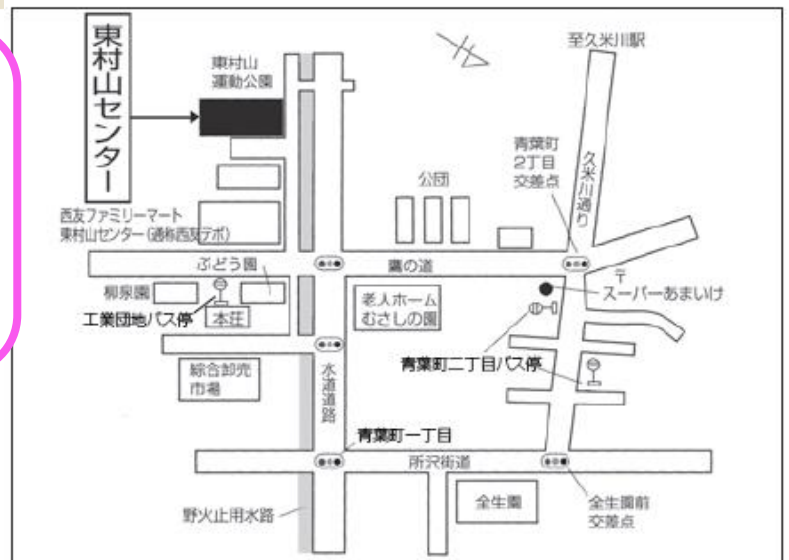 東村山センター
東村山
運動公園
至久米川駅
青葉町
2丁目
交差点
久米川通り
公団
西友ファミリーマート
東村山センター(通称西友デポ)
ぶどう園
鷹の道
〒
スーパーあまいけ
柳泉園
工業団地バス停
本荘
老人ホーム
むさしの園
青葉町二丁目バス停
綜合卸売
市場
水道道路
青葉町一丁目
所沢街道
野火止用水路
全生園
全生園前
交差点